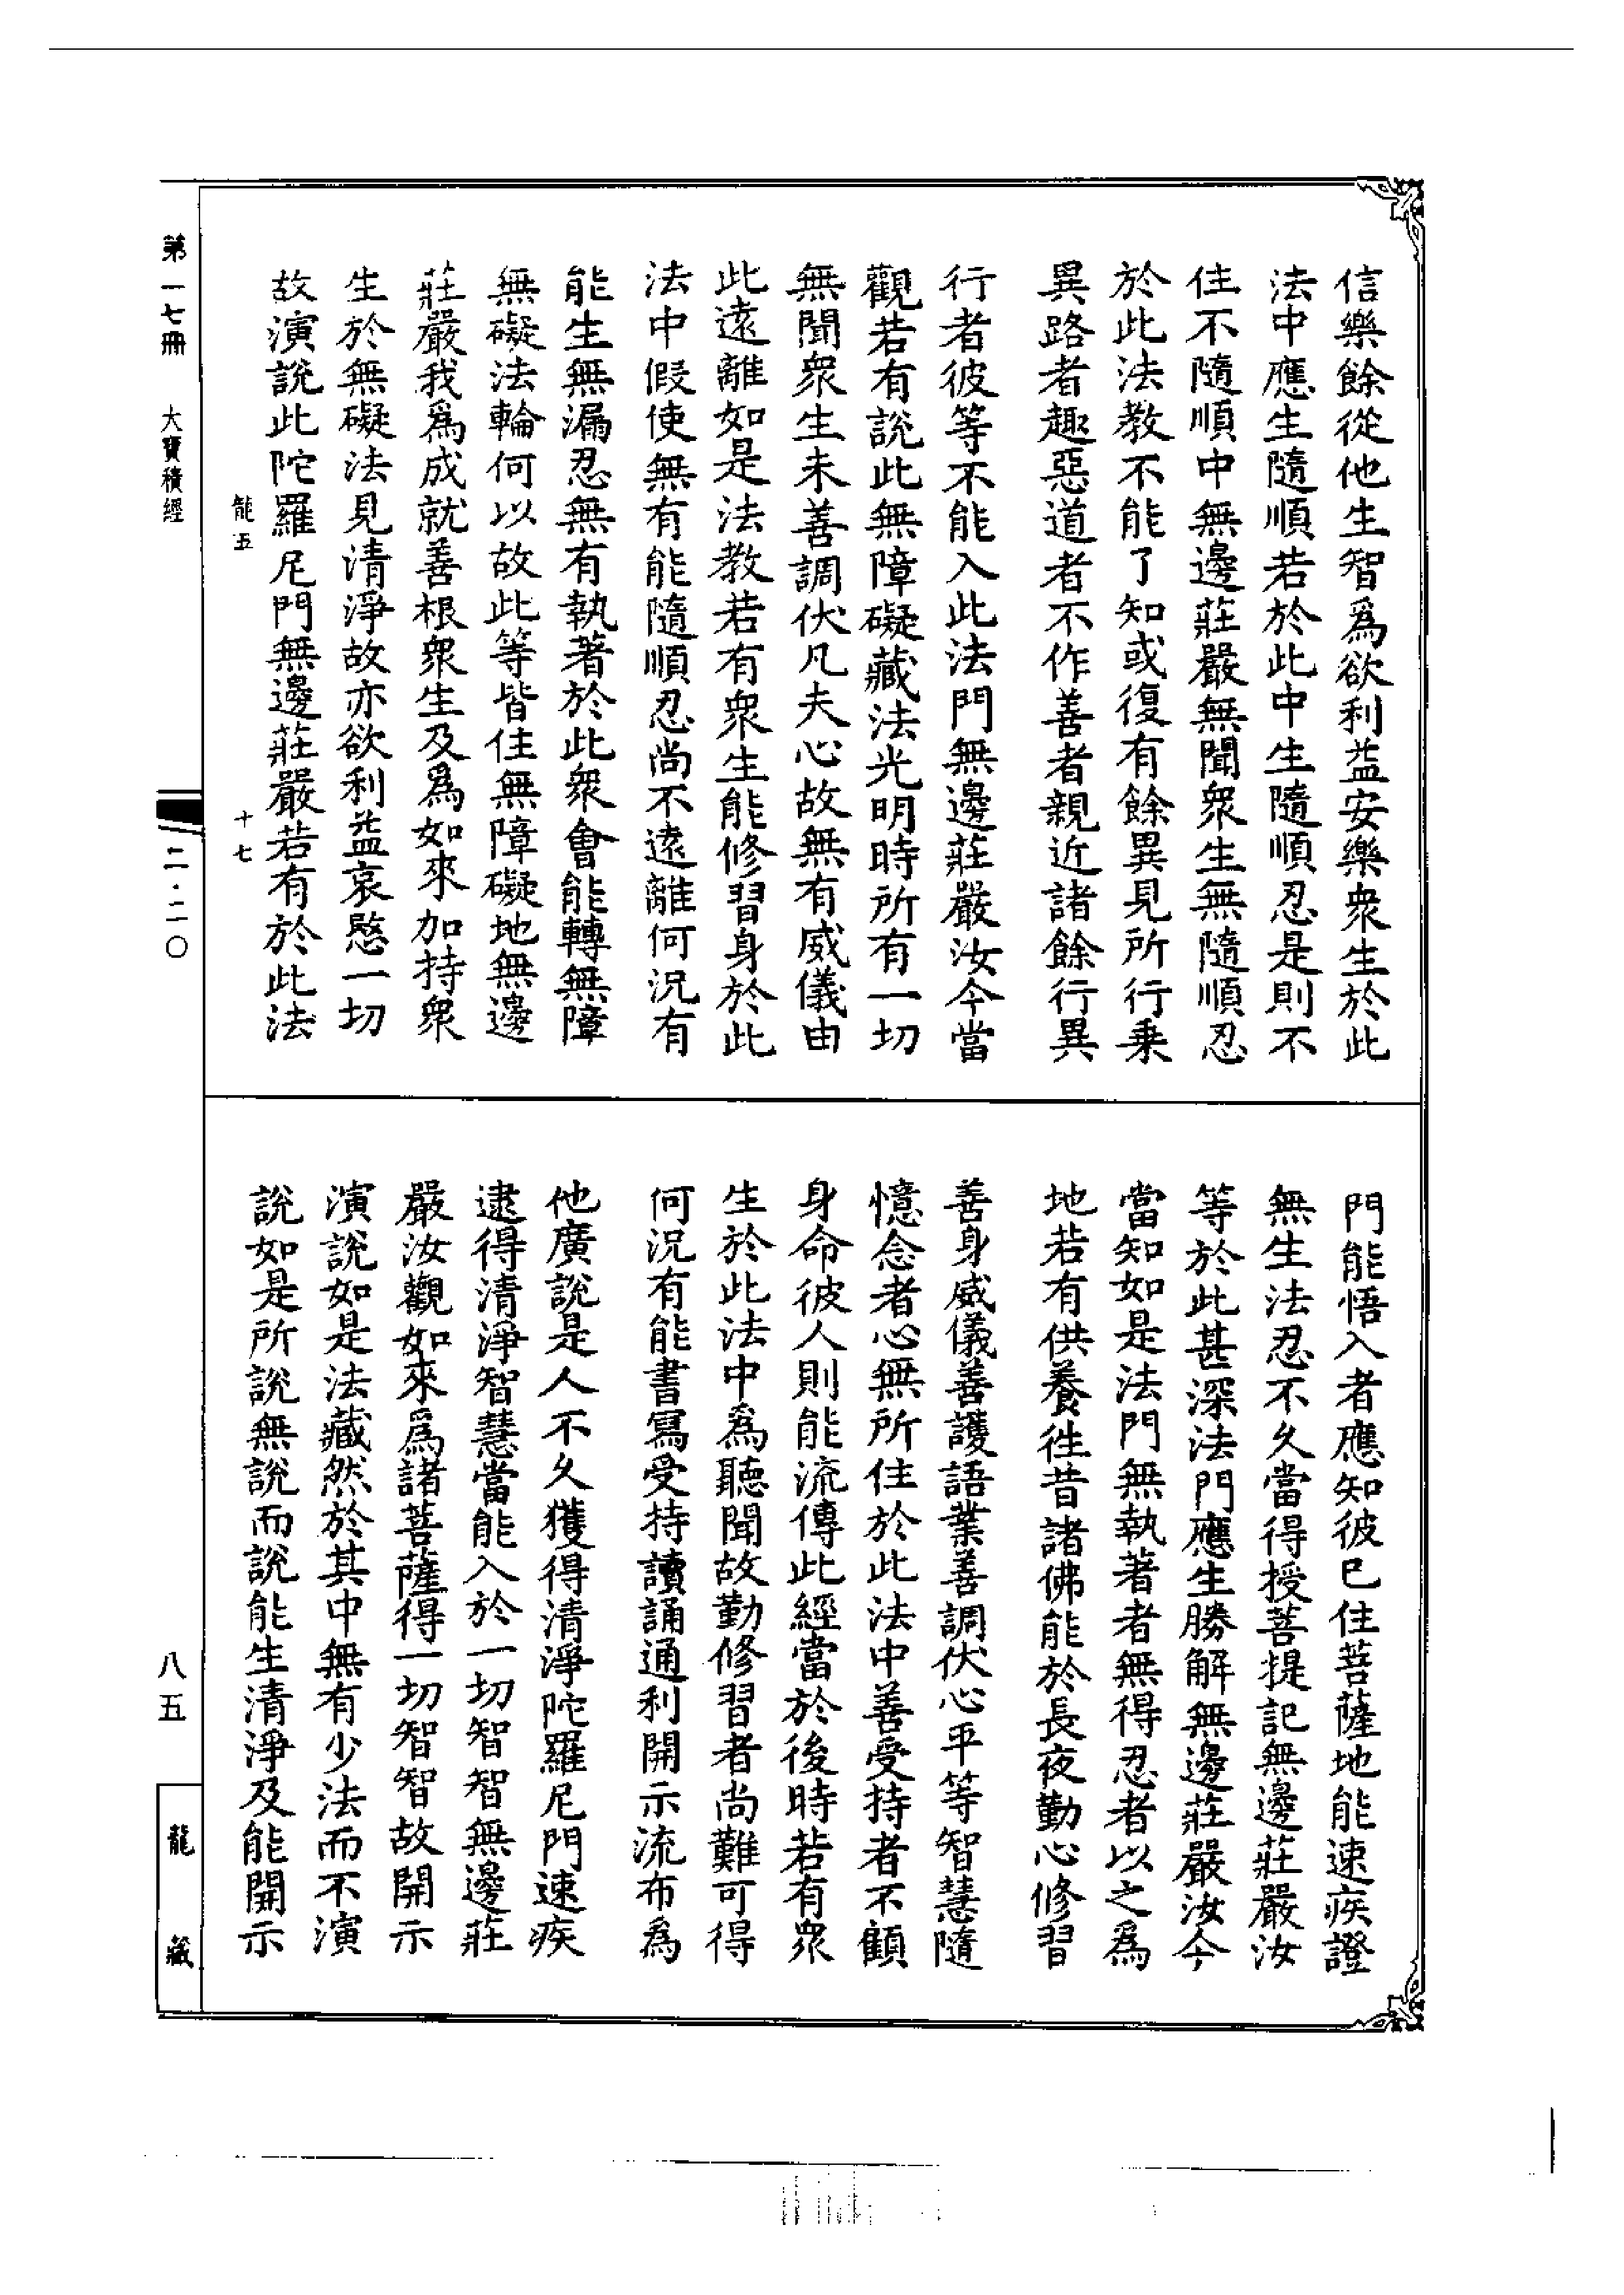 信樂餘從他生智爲欲利益安樂衆生於此
法中應生隨順若於此中生隨順忍是則不
住不隨順中無邊莊嚴無聞衆生無隨順忍
於此法教不能了知或復有餘異見所行乗
異路者趣惡道者不作善者親近諸餘行異
行者彼等不能入此法門無邊莊嚴汝今當
觀若有説此無障礙藏法光明時所有一切
無聞衆生未善調伏凡夫心故無有威儀由
此遠離如是法教若有衆生能修習身於此
法中假使無有能隨順忍尚不遠離何況有
能生無漏忍無有執著於此衆會能轉無障
無礙法輪何以故此等皆住無障礙地無邊
莊嚴我爲成就善根衆生及爲如來加持衆
生於無礙法見清淨故亦欲利益哀愍一切
故演説此陀羅尼門無邊莊嚴若有於此法
龍五 十七
門能悟入者應知彼已住菩薩地能速疾證
無生法忍不久當得授菩提記無邊莊嚴汝
等於此甚深法門應生勝解無邊莊嚴汝今
當知如是法門無執著者無得忍者以之爲
地若有供養徃昔諸佛能於長夜勤心修習
善身威儀善護語業善調伏心平等智慧隨
憶念者心無所住於此法中善受持者不顧
身命彼人則能流傳此經當於後時若有衆
生於此法中爲聽聞故勤修習者尚難可得
何況有能書寫受持讀誦通利開示流布爲
他廣説是人不久獲得清淨陀羅尼門速疾
逮得清淨智慧當能入於一切智智無邊莊
嚴汝觀如來爲諸菩薩得一切智智故開示
演説如是法藏然於其中無有少法而不演
説如是所説無説而説能生清淨及能開示
第一七冊 大寳積經 二·二〇 八五 龍藏